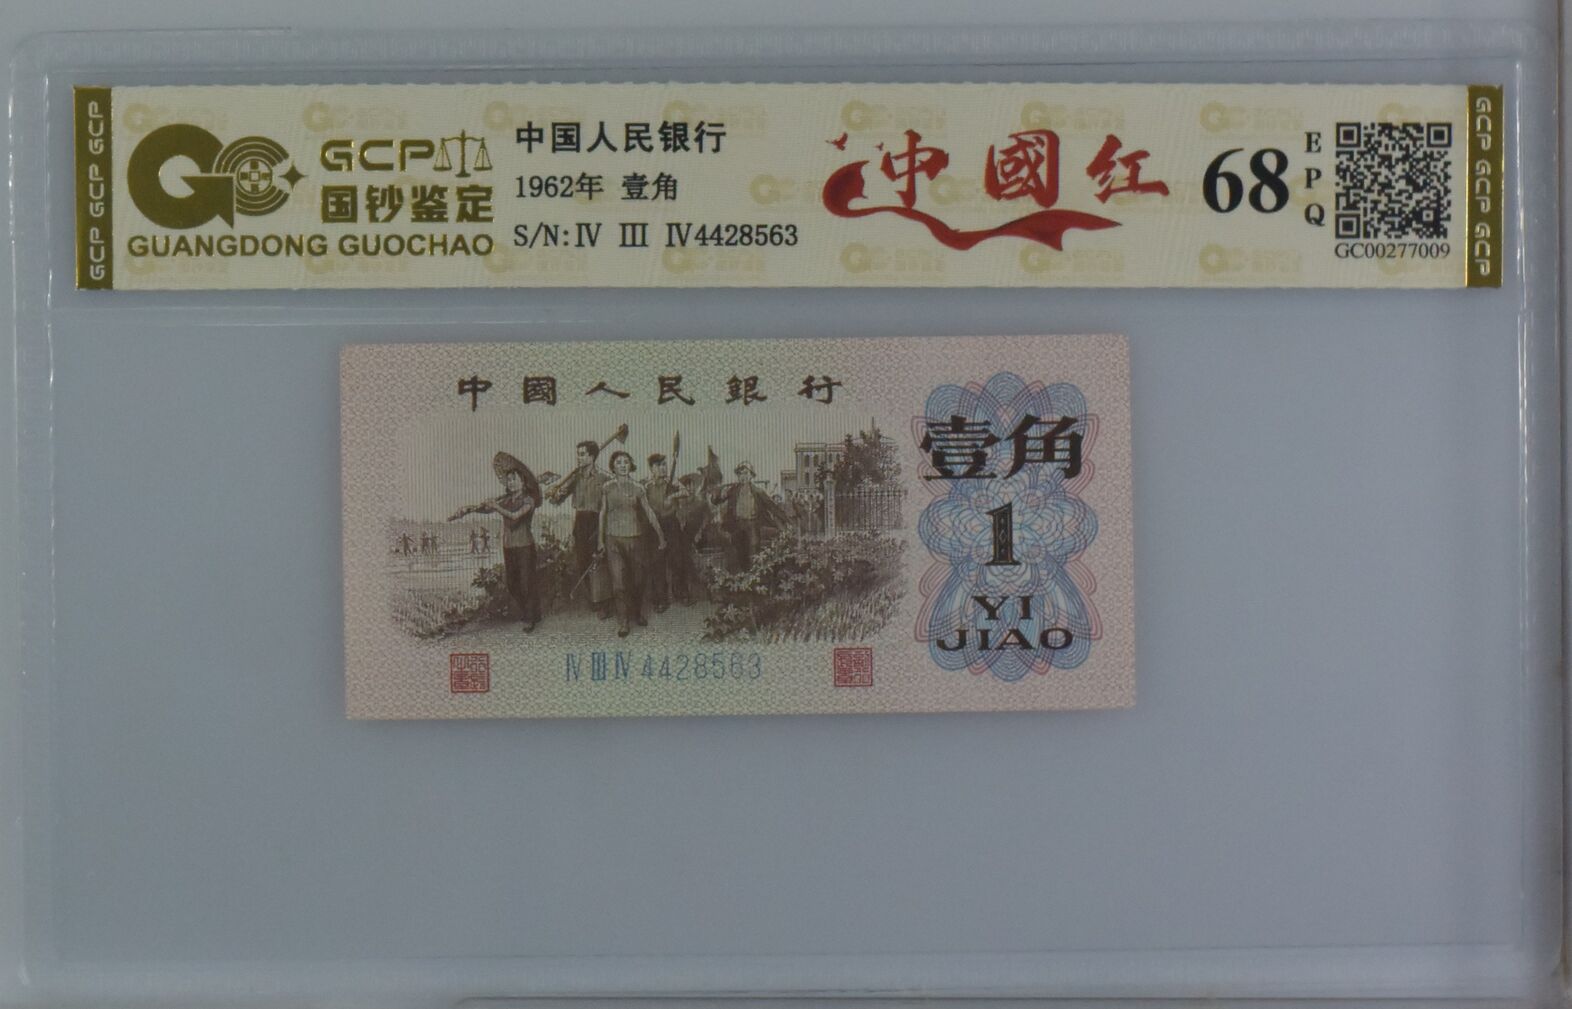 GCP GCP GCP
GCP
国钞鉴定
GUANGDONG GUOCHAO
中国人民银行
1962年 壹角
S/N:Ⅳ Ⅲ Ⅳ4428563
中國红
68
EPQ
GC00277009
GCP GCP GCP
中國人民銀行
壹角
1
YI
JIAO
Ⅳ Ⅲ Ⅳ 4428563